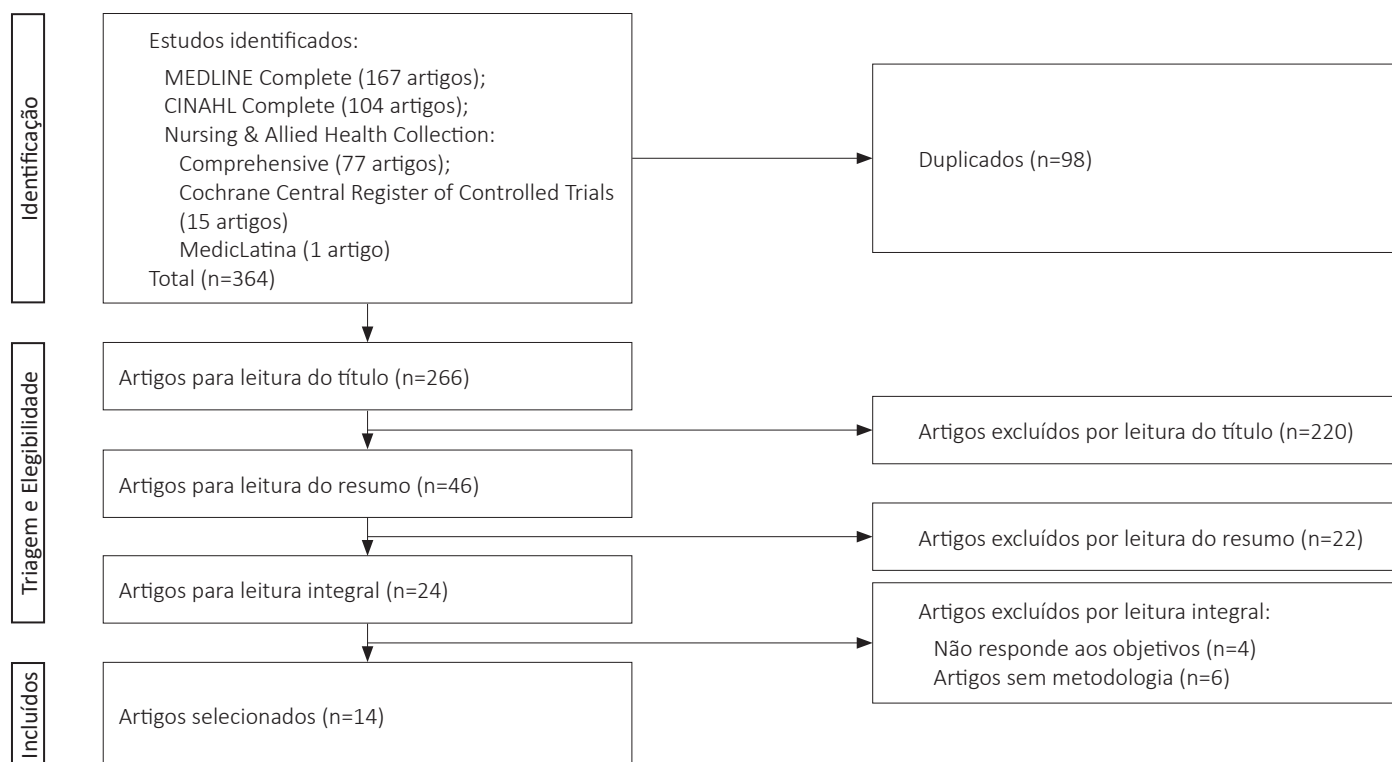 Identificação
Estudos identificados:
MEDLINE Complete (167 artigos);
CINAHL Complete (104 artigos);
Nursing & Allied Health Collection:
Comprehensive (77 artigos);
Cochrane Central Register of Controlled Trials
(15 artigos)
MedicLatina (1 artigo)
Total (n=364)
Duplicados (n=98)
Triagem e Elegibilidade
Artigos para leitura do título (n=266)
Artigos excluídos por leitura do título (n=220)
Artigos para leitura do resumo (n=46)
Artigos excluídos por leitura do resumo (n=22)
Artigos para leitura integral (n=24)
Artigos excluídos por leitura integral:
Não responde aos objetivos (n=4)
Artigos sem metodologia (n=6)
Incluídos
Artigos selecionados (n=14)